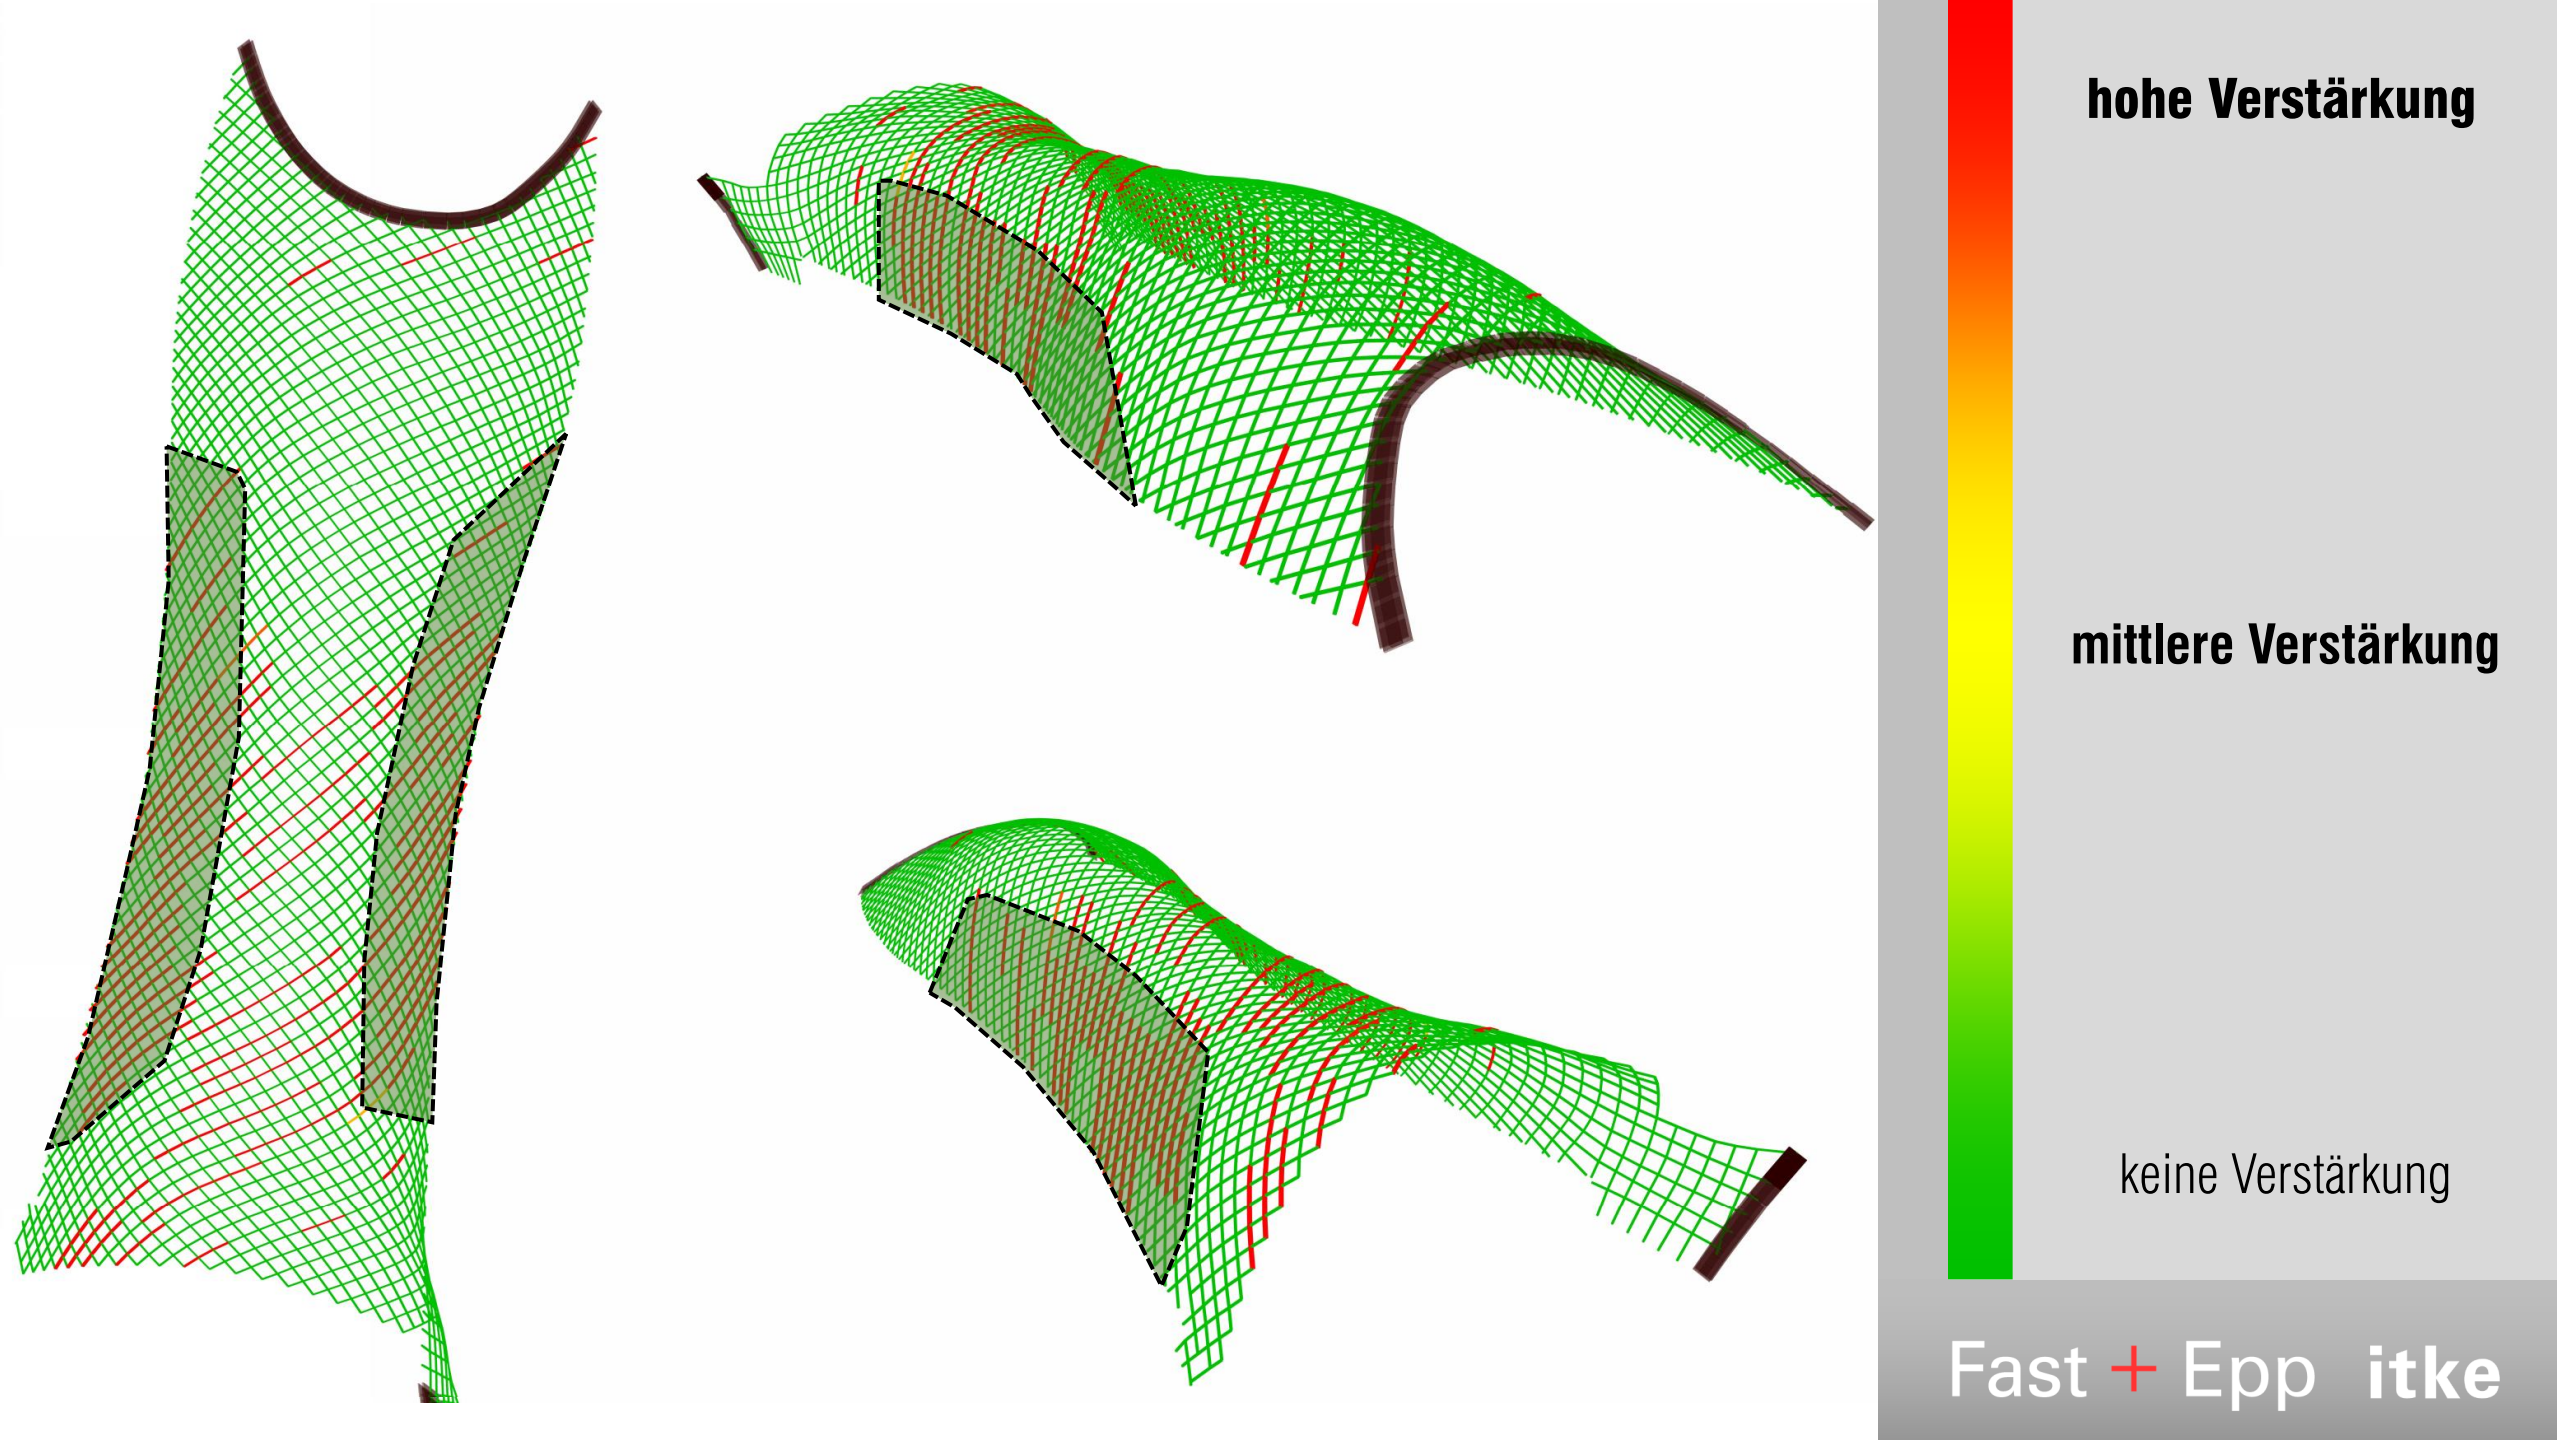 hohe Verstärkung
mittlere Verstärkung
keine Verstärkung
Fast + Epp itke